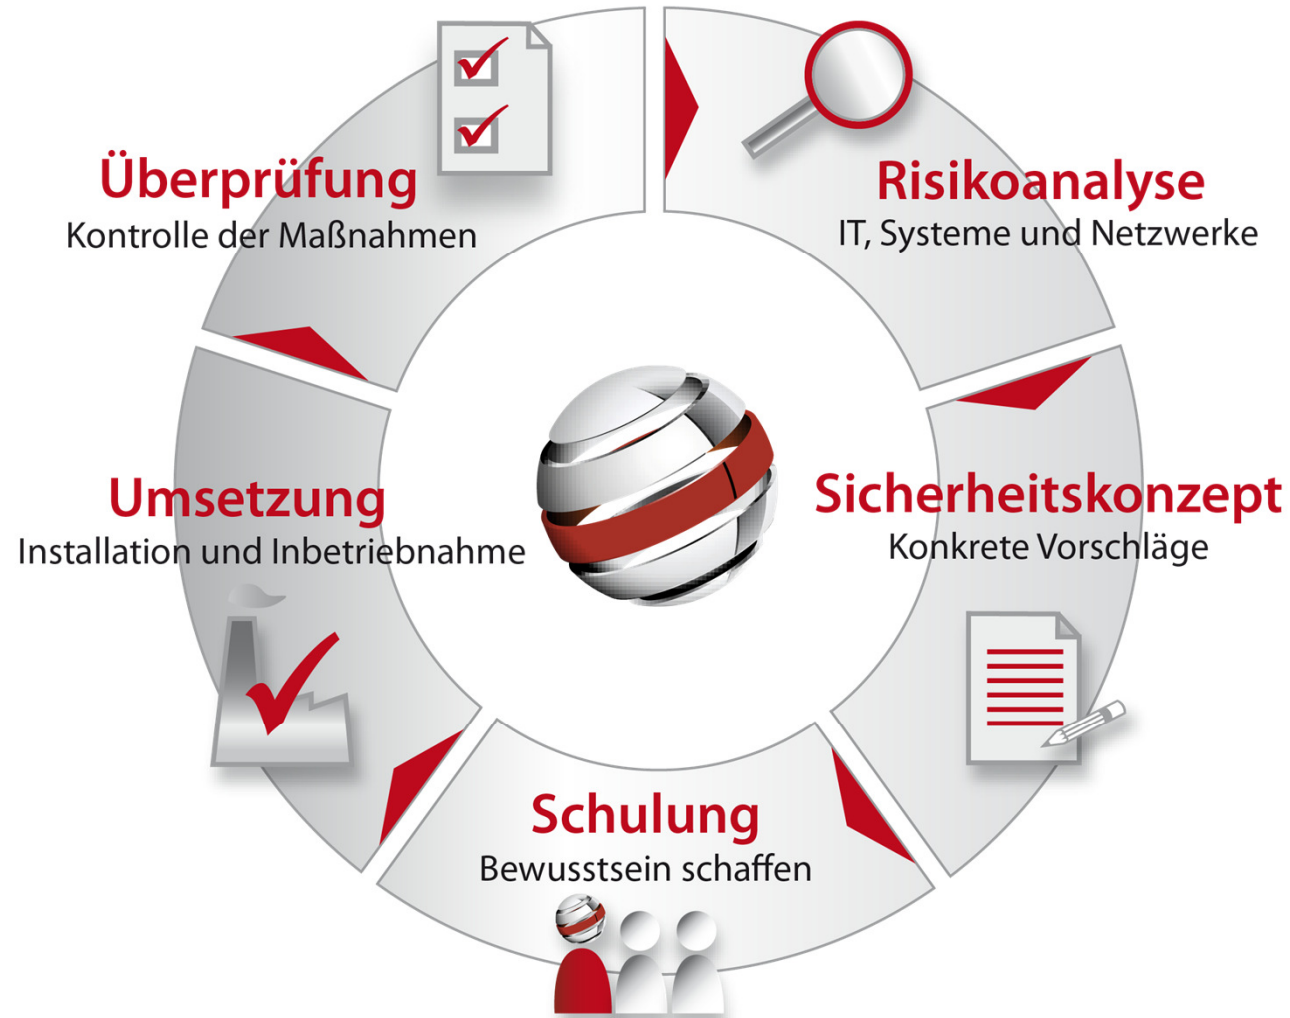 Überprüfung
Kontrolle der Maßnahmen
Risikoanalyse
IT, Systeme und Netzwerke
Sicherheitskonzept
Konkrete Vorschläge
Schulung
Bewusstsein schaffen
Umsetzung
Installation und Inbetriebnahme